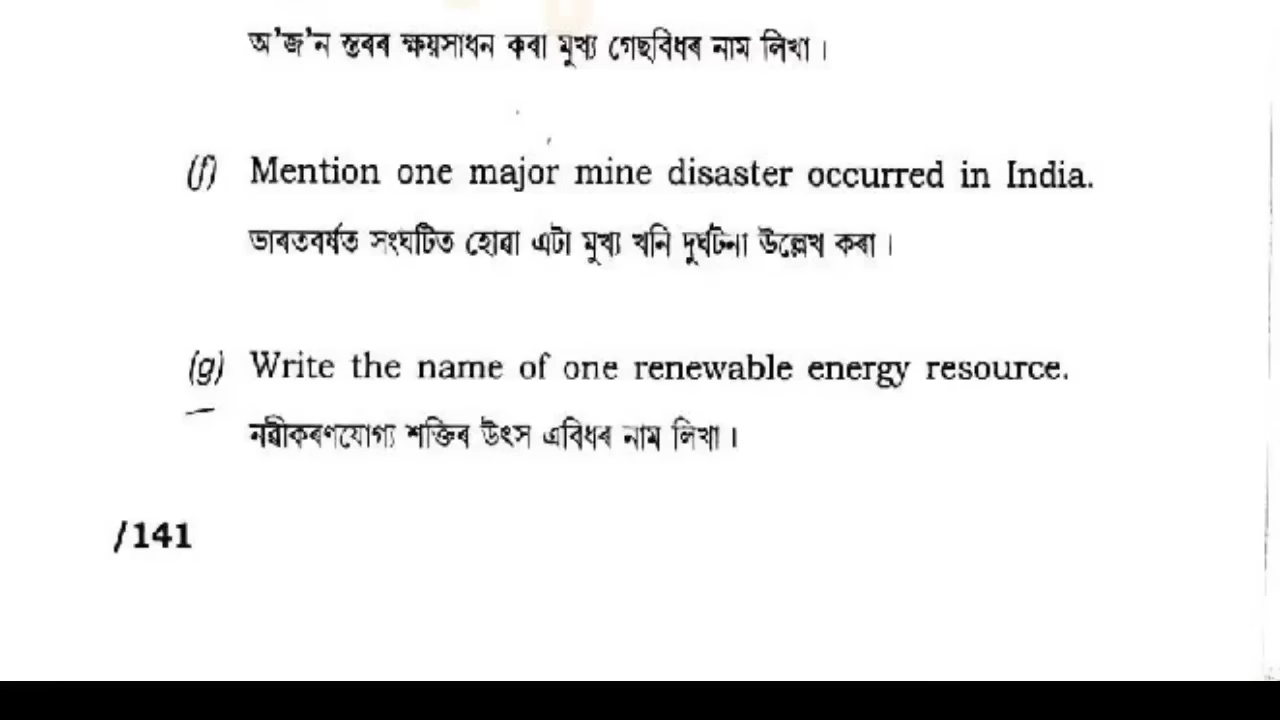 অ'জ'ন স্তৰৰ ক্ষয়সাধন কৰা মুখ্য গেছবিধৰ নাম লিখা ।
(f) Mention one major mine disaster occurred in India.
ভাৰতবৰ্ষত সংঘটিত হোৱা এটা মুখ্য খনি দুৰ্ঘটনা উল্লেখ কৰা ।
(g) Write the name of one renewable energy resource.
নৱীকৰণযোগ্য শক্তিৰ উৎস এবিধৰ নাম লিখা ।
/141